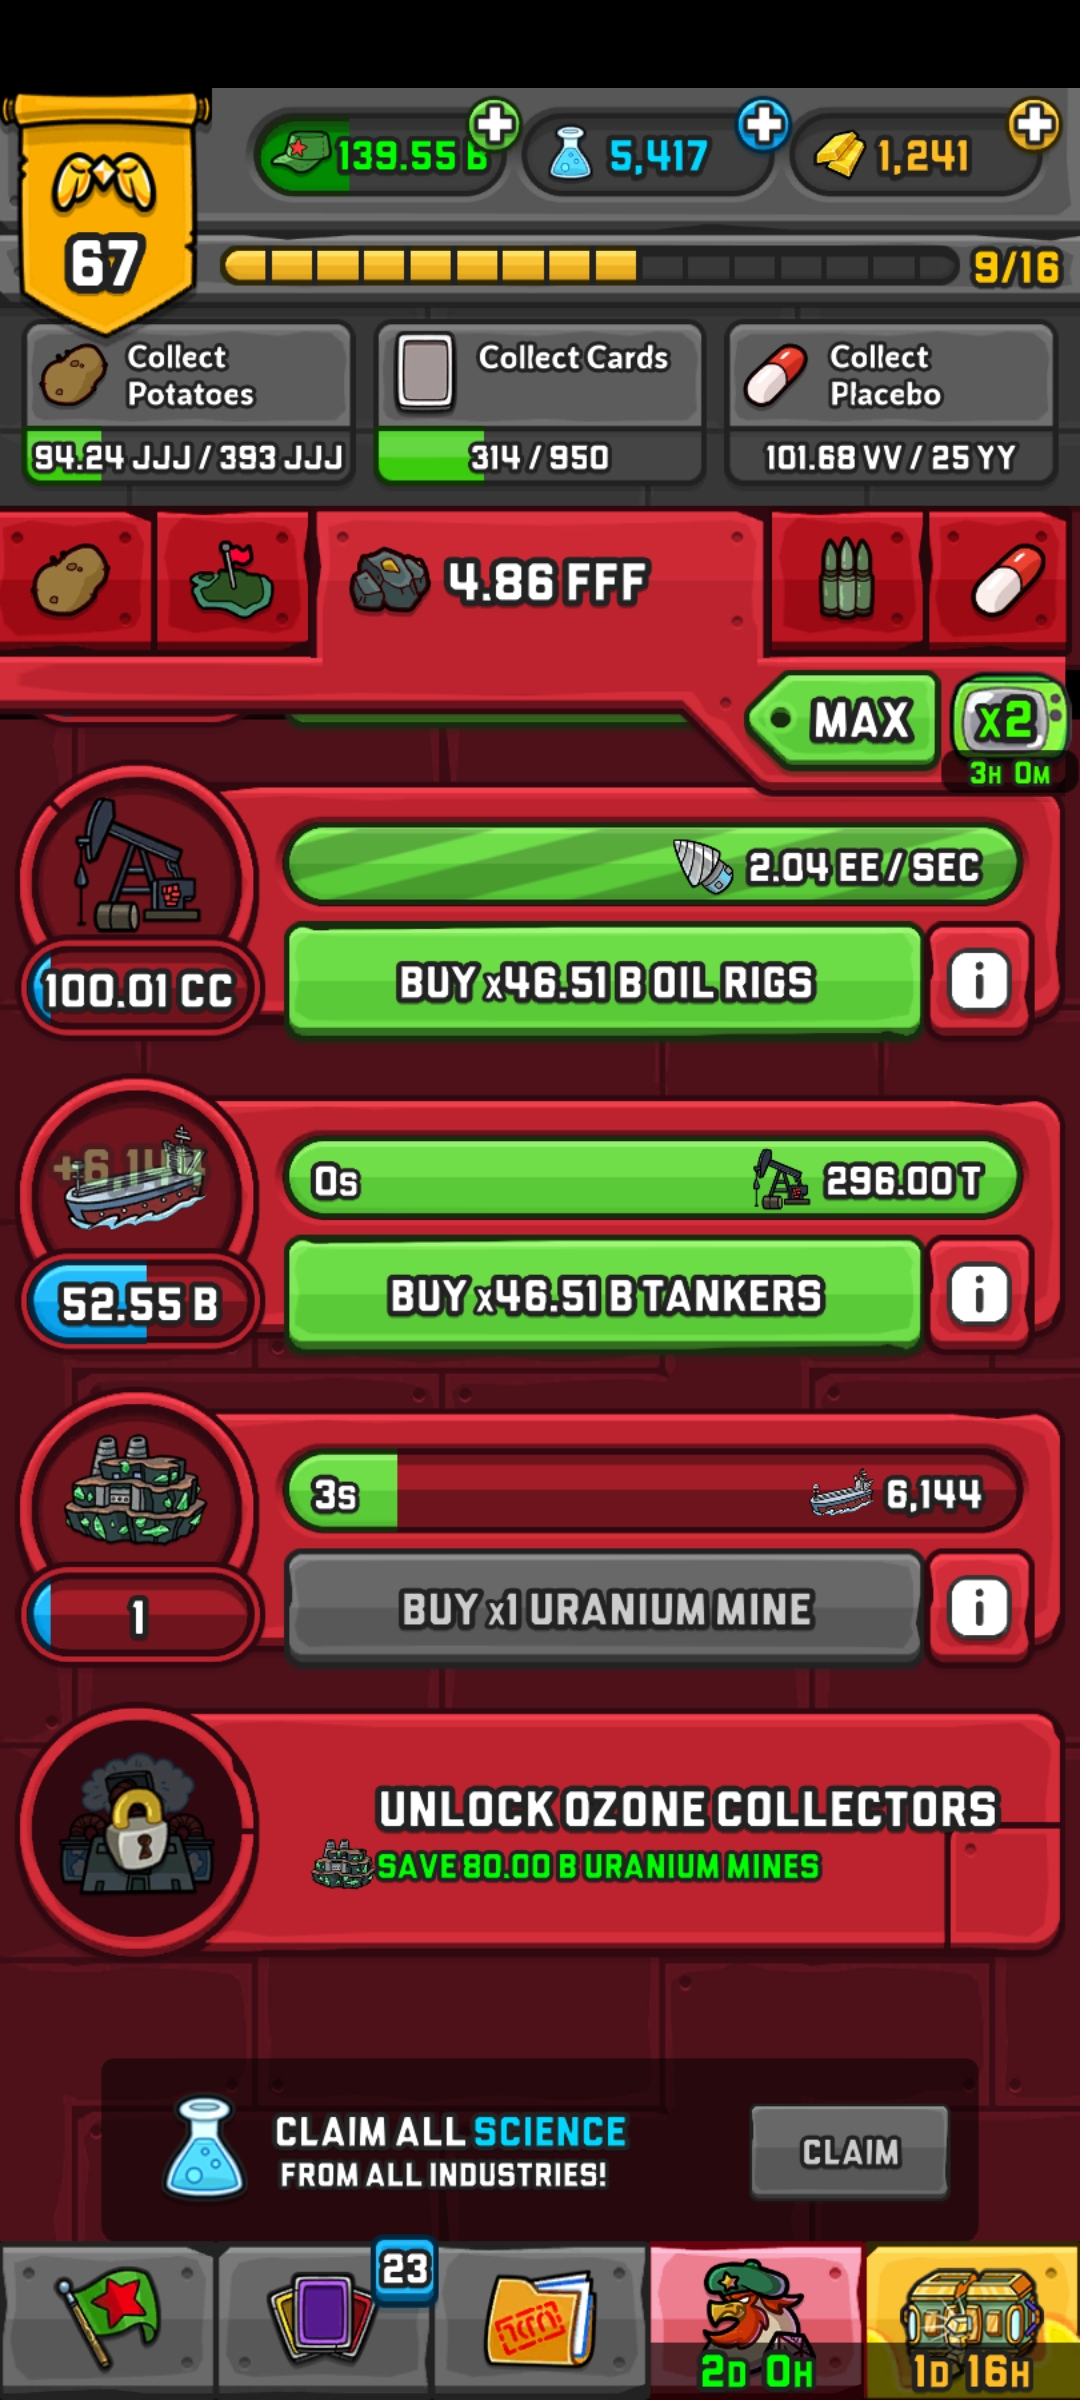 139.55 B
5,417
1,241
67
9/16
Collect
Potatoes
94.24 JJJ / 393 JJJ
Collect Cards
314 / 950
Collect
Placebo
101.68 VV / 25 YY
4.86 FFF
MAX
x2
3H 0M
2.04 EE / SEC
100.01 CC
BUY x46.51 B OIL RIGS
i
0s
296.00 T
52.55 B
BUY x46.51 B TANKERS
i
3s
6,144
1
BUY x1 URANIUM MINE
i
UNLOCK OZONE COLLECTORS
SAVE 80.00 B URANIUM MINES
CLAIM ALL SCIENCE
FROM ALL INDUSTRIES!
CLAIM
23
2D 0H
1D 16H